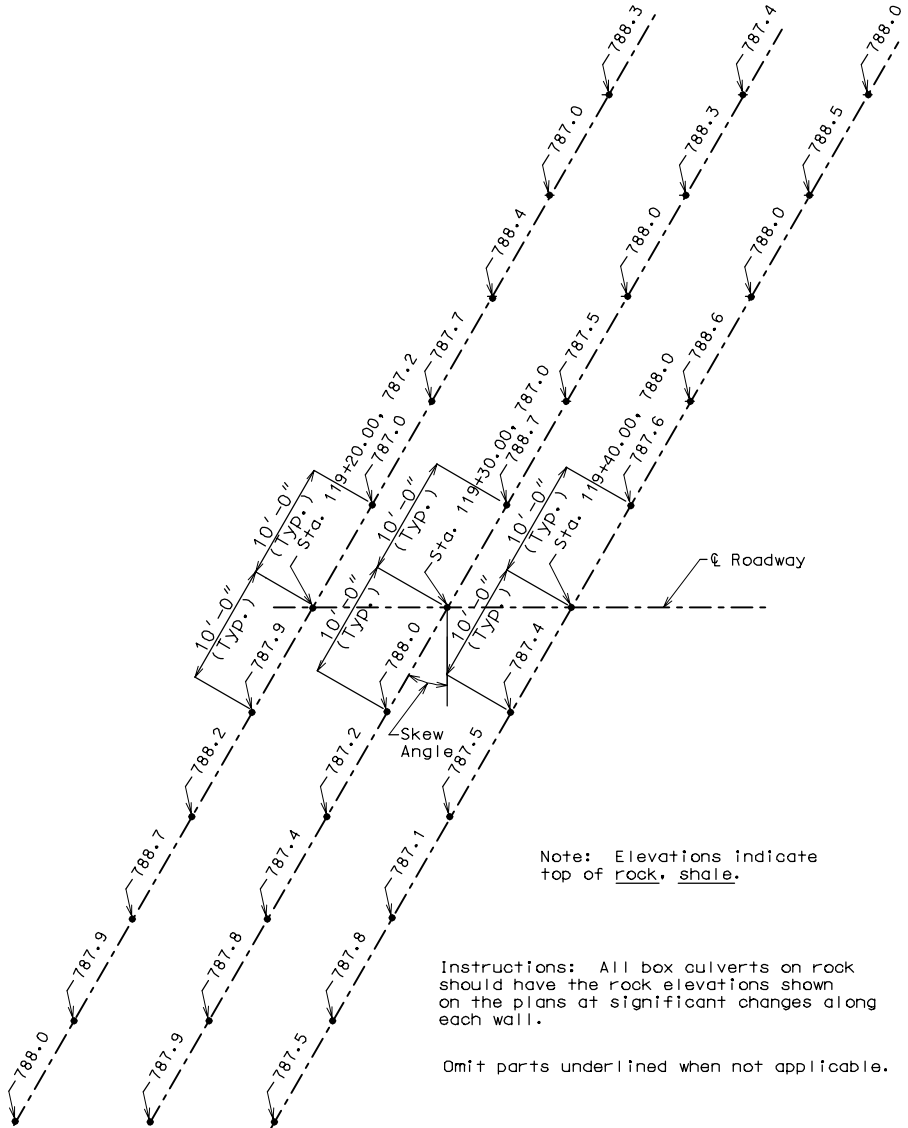 788.3
787.4
788.0
787.0
788.3
788.5
788.4
788.0
788.0
787.7
787.5
788.6
Sta. 119+20.00, 787.2
787.0
Sta. 119+30.00, 787.0
788.7
Sta. 119+40.00, 788.0
787.6
10'-0"
(Typ.)
10'-0"
(Typ.)
10'-0"
(Typ.)
10'-0"
(Typ.)
10'-0"
(Typ.)
10'-0"
(Typ.)
℄ Roadway
787.9
788.0
787.4
Skew
Angle
788.2
787.2
787.5
788.7
787.4
787.1
787.9
787.8
787.8
788.0
787.9
787.5
Note: Elevations indicate
top of rock, shale.
Instructions: All box culverts on rock
should have the rock elevations shown
on the plans at significant changes along
each wall.
Omit parts underlined when not applicable.